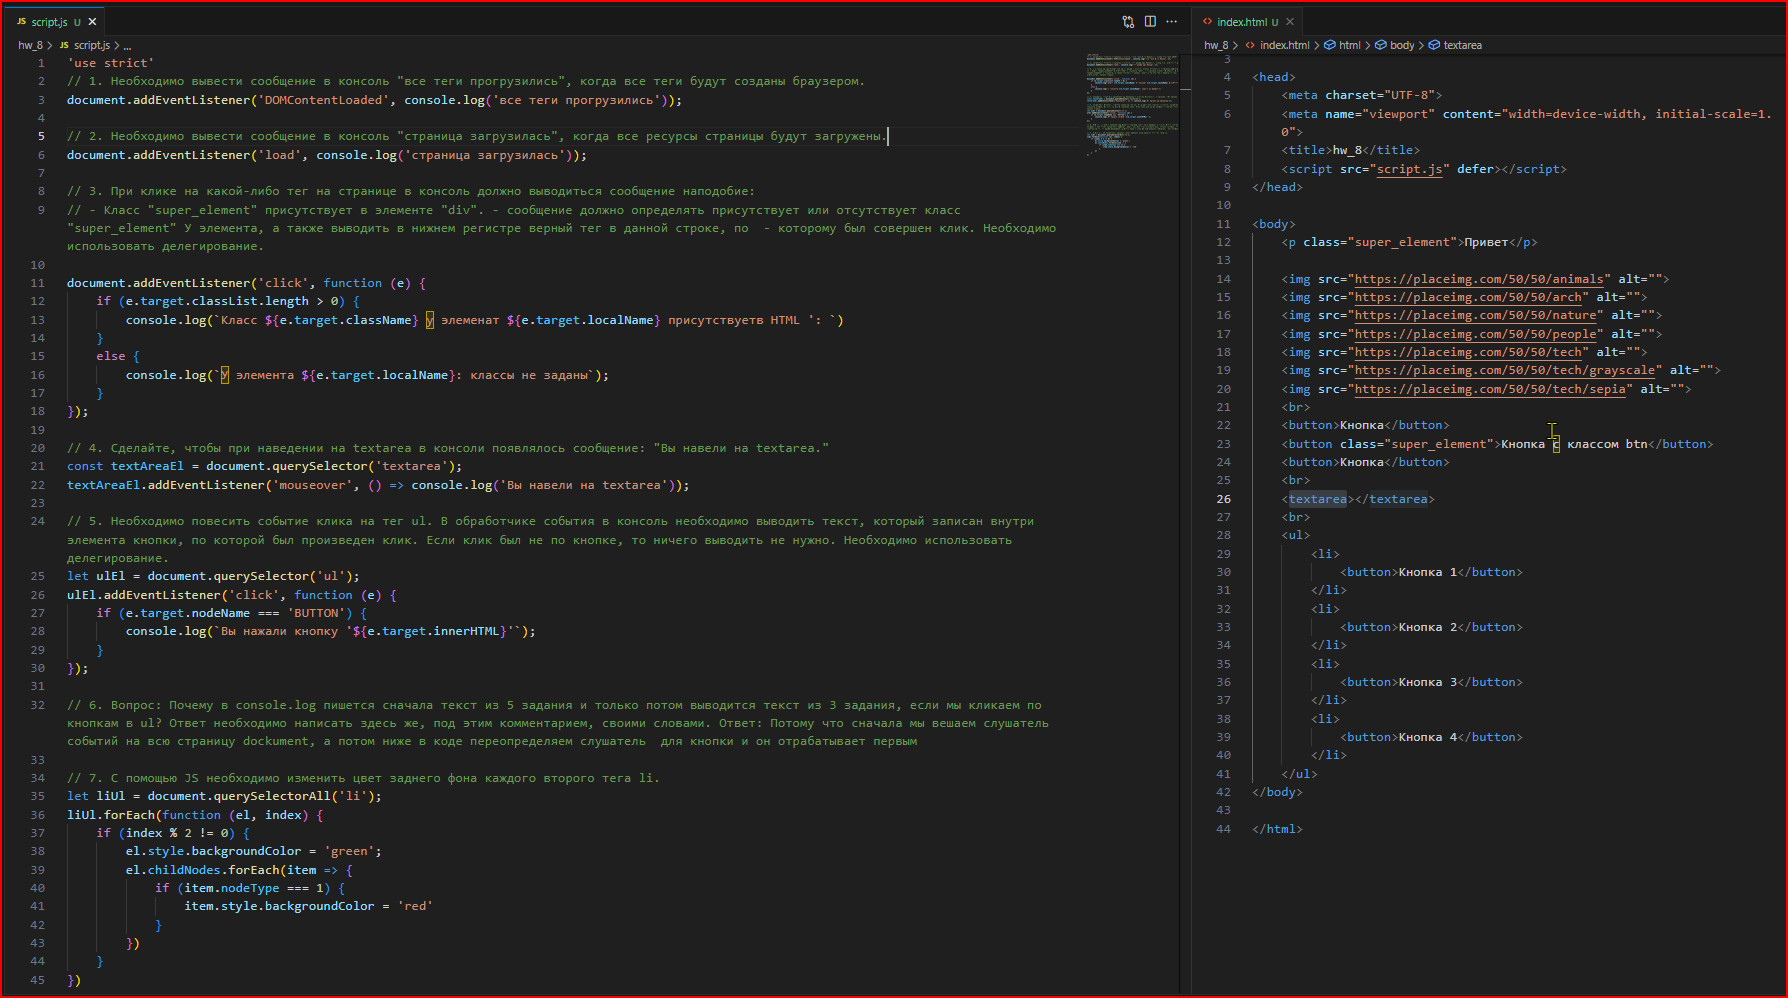 JS script.js U
hw_8 > JS script.js > ...
1 'use strict'
2 // 1. Необходимо вывести сообщение в консоль "все теги прогрузились", когда все теги будут созданы браузером.
3 document.addEventListener('DOMContentLoaded', console.log('все теги прогрузились'));
4
5 // 2. Необходимо вывести сообщение в консоль "страница загрузилась", когда все ресурсы страницы будут загружены.
6 document.addEventListener('load', console.log('страница загрузилась'));
7
8 // 3. При клике на какой-либо тег на странице в консоль должно выводиться сообщение наподобие:
9 // - Класс "super_element" присутствует в элементе "div". - сообщение должно определять присутствует или отсутствует класс
"super_element" У элемента, а также выводить в нижнем регистре верный тег в данной строке, по  - которому был совершен клик. Необходимо
использовать делегирование.
10
11 document.addEventListener('click', function (e) {
12     if (e.target.classList.length > 0) {
13         console.log(`Класс ${e.target.className} у элеменат ${e.target.localName} присутствуетв HTML ': `)
14     }
15     else {
16         console.log(`У элемента ${e.target.localName}: классы не заданы`);
17     }
18 });
19
20 // 4. Сделайте, чтобы при наведении на textarea в консоли появлялось сообщение: "Вы навели на textarea."
21 const textAreaEl = document.querySelector('textarea');
22 textAreaEl.addEventListener('mouseover', () => console.log('Вы навели на textarea'));
23
24 // 5. Необходимо повесить событие клика на тег ul. В обработчике события в консоль необходимо выводить текст, который записан внутри
элемента кнопки, по которой был произведен клик. Если клик был не по кнопке, то ничего выводить не нужно. Необходимо использовать
делегирование.
25 let ulEl = document.querySelector('ul');
26 ulEl.addEventListener('click', function (e) {
27     if (e.target.nodeName === 'BUTTON') {
28         console.log(`Вы нажали кнопку '${e.target.innerHTML}'`);
29     }
30 });
31
32 // 6. Вопрос: Почему в console.log пишется сначала текст из 5 задания и только потом выводится текст из 3 задания, если мы кликаем по
кнопкам в ul? Ответ необходимо написать здесь же, под этим комментарием, своими словами. Ответ: Потому что сначала мы вешаем слушатель
событий на всю страницу dockument, а потом ниже в коде переопределяем слушатель  для кнопки и он отрабатывает первым
33
34 // 7. С помощью JS необходимо изменить цвет заднего фона каждого второго тега li.
35 let liUl = document.querySelectorAll('li');
36 liUl.forEach(function (el, index) {
37     if (index % 2 != 0) {
38         el.style.backgroundColor = 'green';
39         el.childNodes.forEach(item => {
40             if (item.nodeType === 1) {
41                 item.style.backgroundColor = 'red'
42             }
43         })
44     }
45 })
<> index.html U
hw_8 > <> index.html > html > body > textarea
3
4 <head>
5     <meta charset="UTF-8">
6     <meta name="viewport" content="width=device-width, initial-scale=1.
0">
7     <title>hw_8</title>
8     <script src="script.js" defer></script>
9 </head>
10
11 <body>
12     <p class="super_element">Привет</p>
13
14     <img src="https://placeimg.com/50/50/animals" alt="">
15     <img src="https://placeimg.com/50/50/arch" alt="">
16     <img src="https://placeimg.com/50/50/nature" alt="">
17     <img src="https://placeimg.com/50/50/people" alt="">
18     <img src="https://placeimg.com/50/50/tech" alt="">
19     <img src="https://placeimg.com/50/50/tech/grayscale" alt="">
20     <img src="https://placeimg.com/50/50/tech/sepia" alt="">
21     <br>
22     <button>Кнопка</button>
23     <button class="super_element">Кнопка с классом btn</button>
24     <button>Кнопка</button>
25     <br>
26     <textarea></textarea>
27     <br>
28     <ul>
29         <li>
30             <button>Кнопка 1</button>
31         </li>
32         <li>
33             <button>Кнопка 2</button>
34         </li>
35         <li>
36             <button>Кнопка 3</button>
37         </li>
38         <li>
39             <button>Кнопка 4</button>
40         </li>
41     </ul>
42 </body>
43
44 </html>